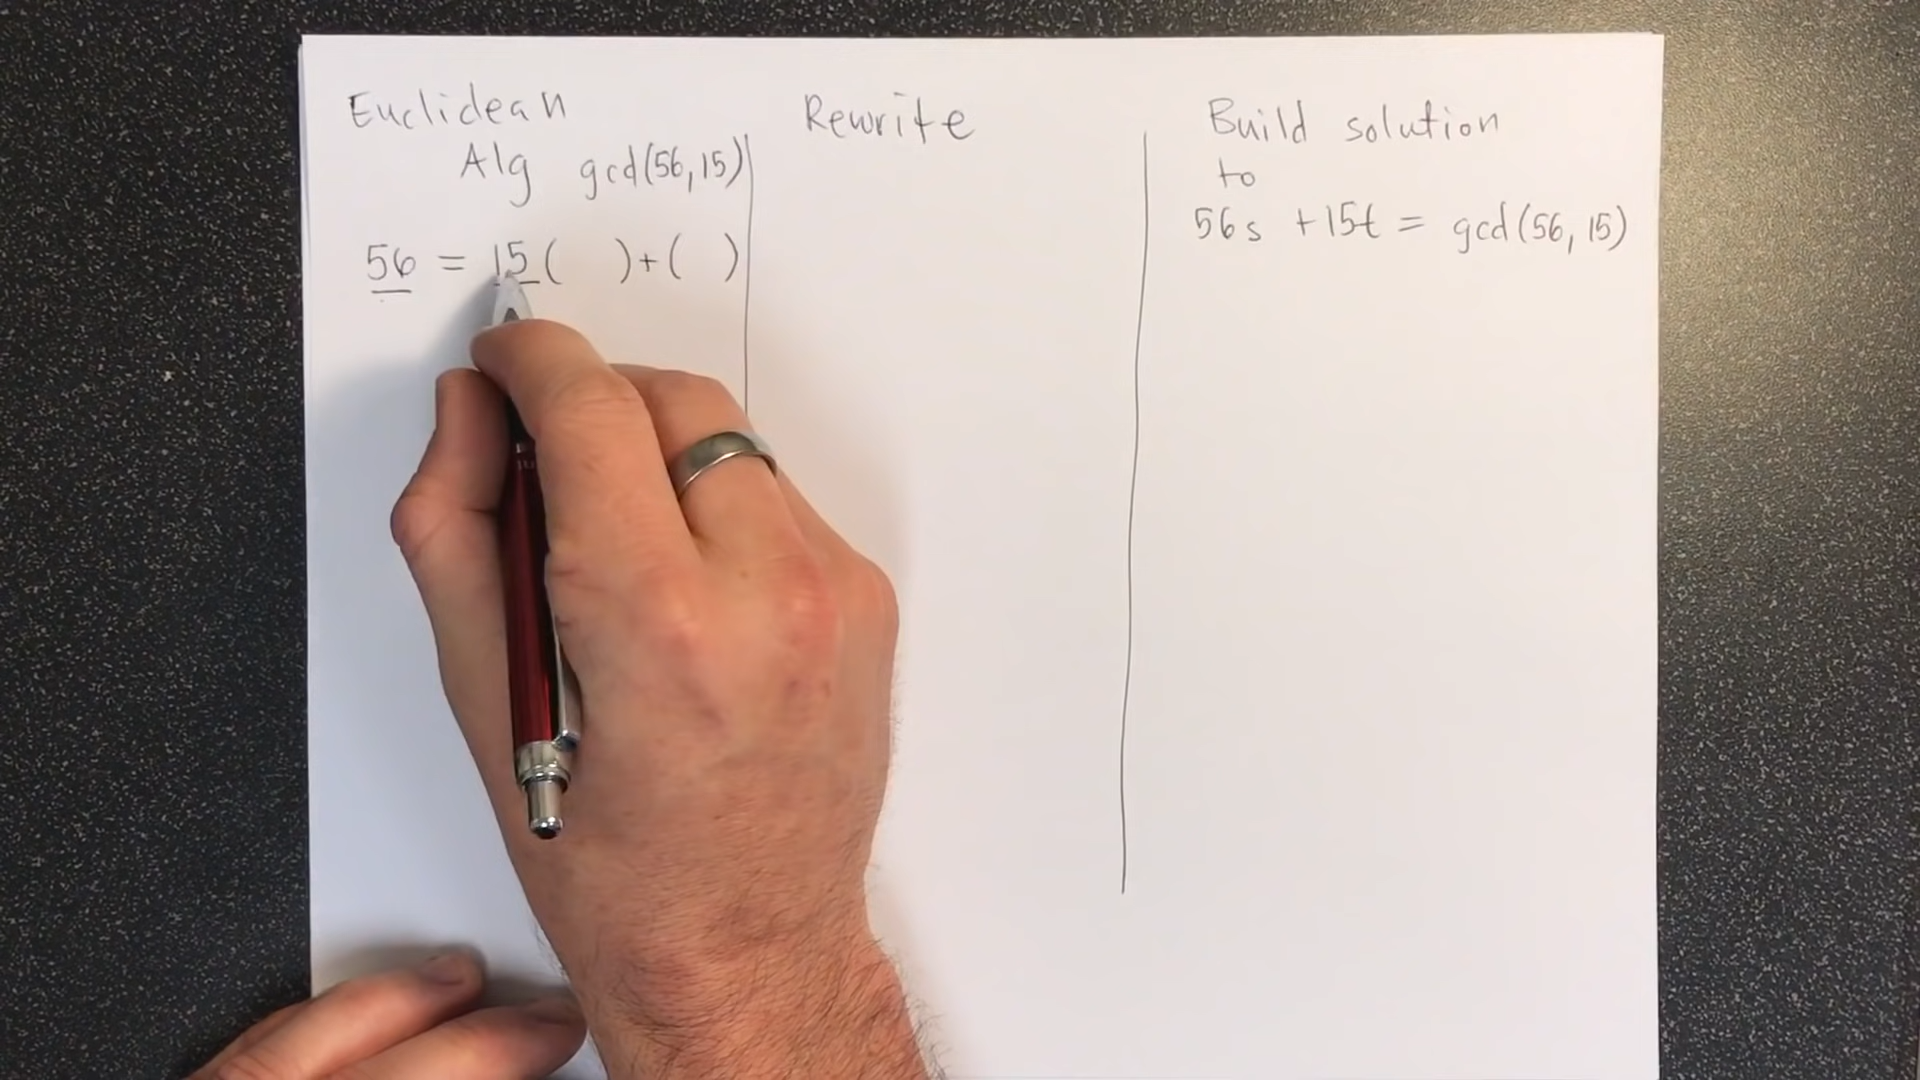 Euclidean
Alg gcd(56,15)
56 = 15( )+( )
Rewrite
Build solution
to
56s +15t = gcd(56, 15)